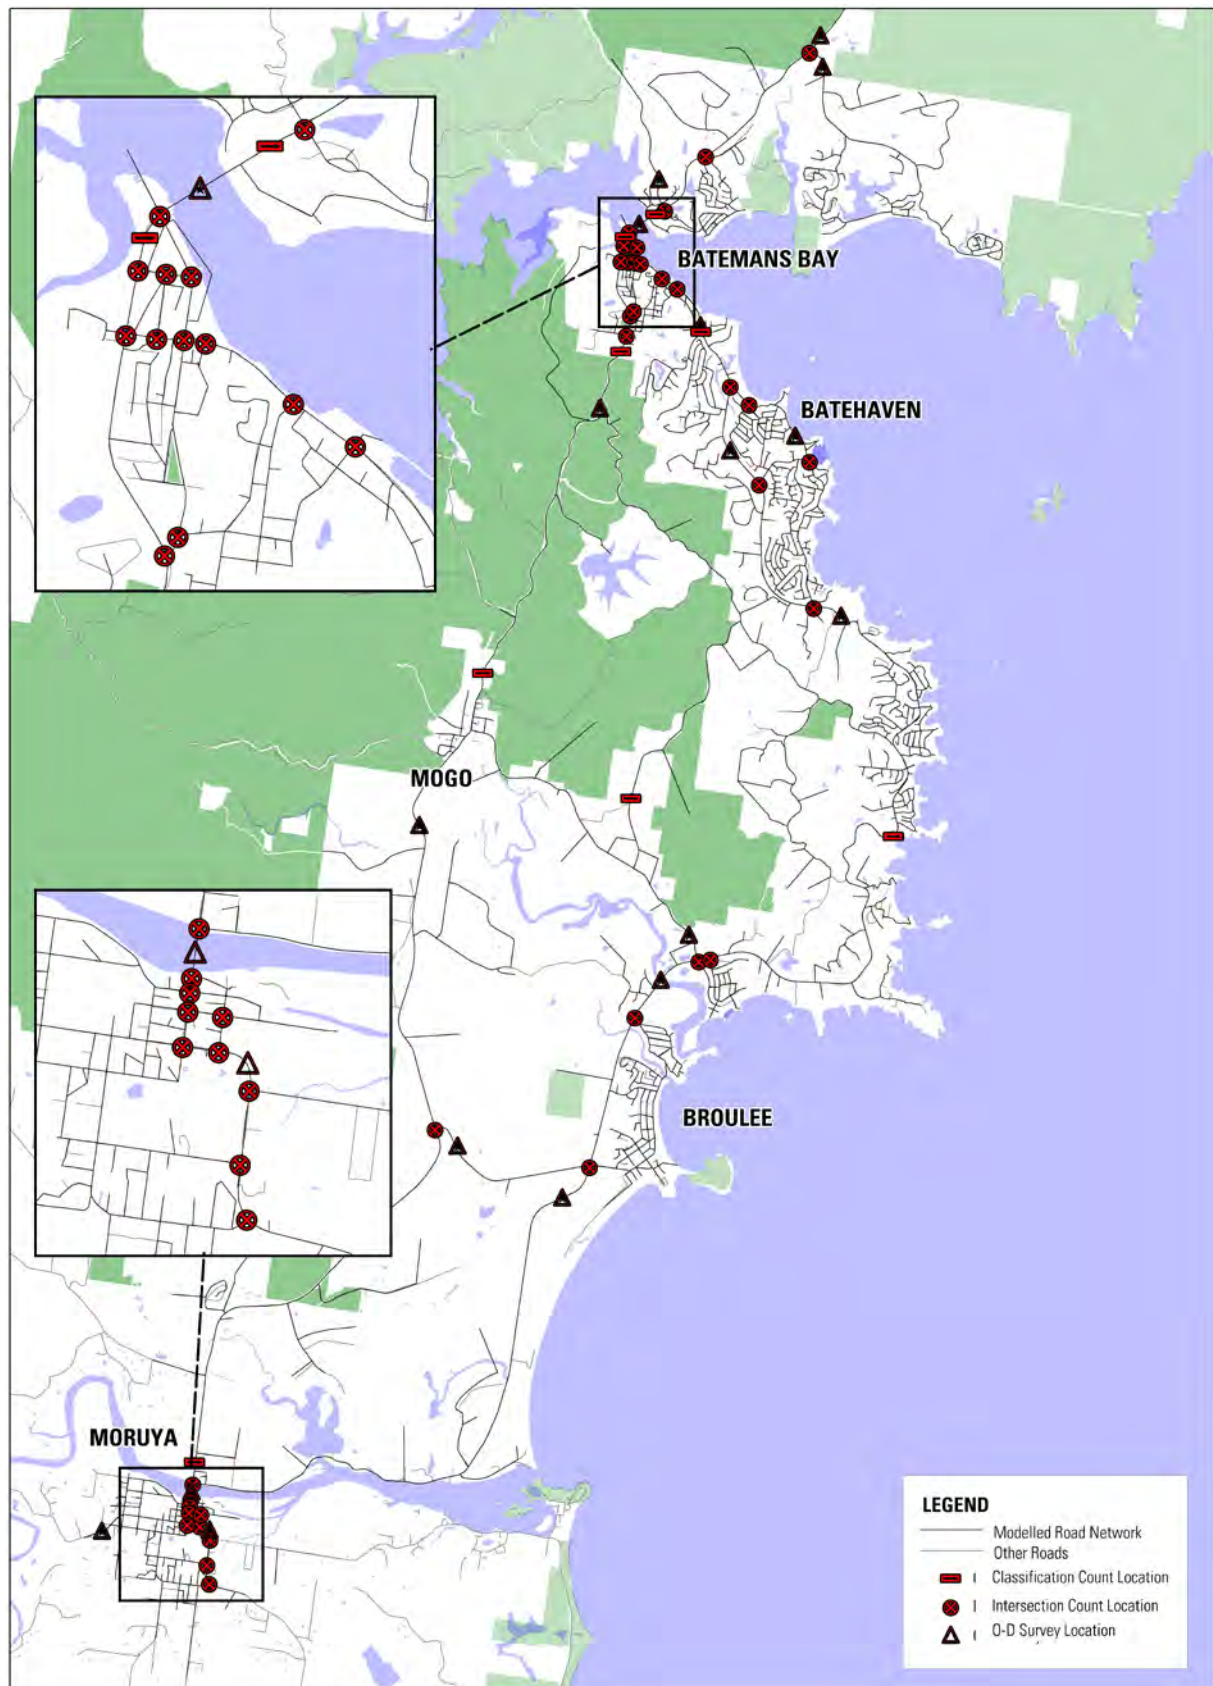 BATEMANS BAY
BATEHAVEN
MOGO
BROULEE
MORUYA
LEGEND
Modelled Road Network
Other Roads
Classification Count Location
Intersection Count Location
O-D Survey Location